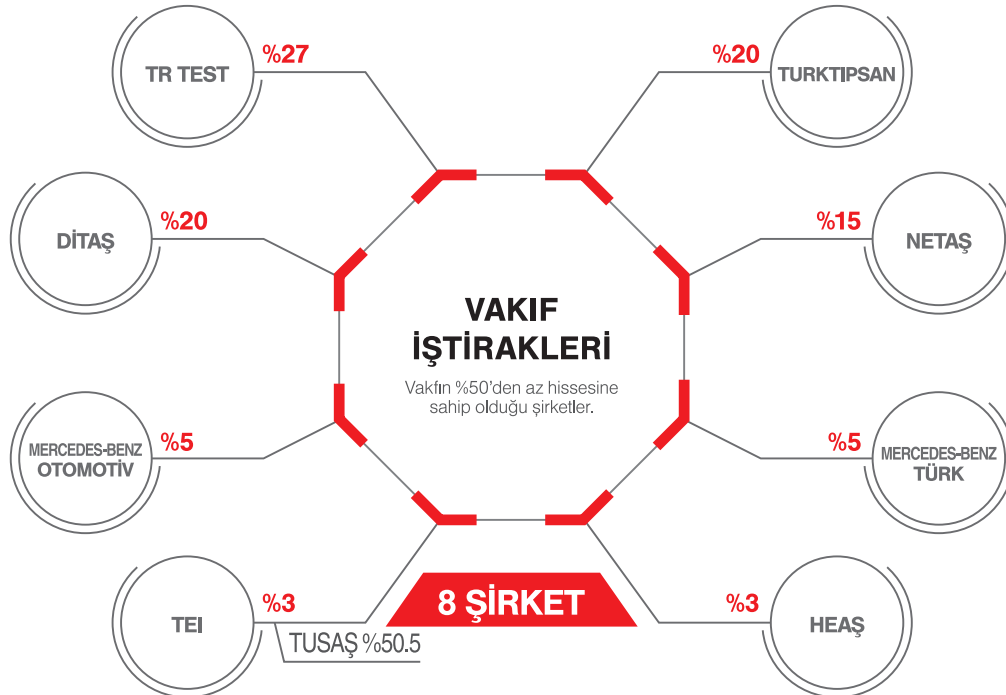 %27
TR TEST
%20
TURKTIPSAN
%20
DİTAŞ
%15
NETAŞ
VAKIF
İŞTİRAKLERİ
Vakfın %50’den az hissesine
sahip olduğu şirketler.
MERCEDES-BENZ
OTOMOTİV
%5
%5
MERCEDES-BENZ
TÜRK
TEI
%3
TUSAŞ %50.5
8 ŞİRKET
%3
HEAŞ